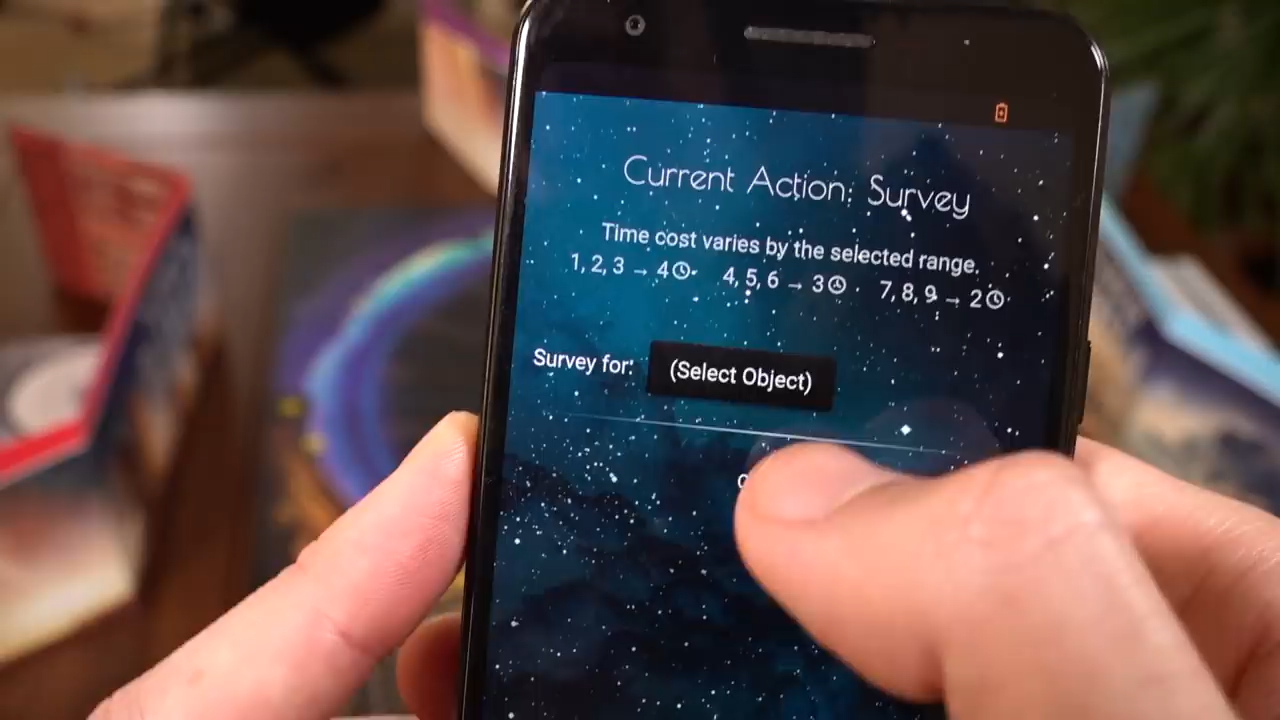 Current Action: Survey
Time cost varies by the selected range.
1, 2, 3 → 4🕒. 4, 5, 6 → 3🕒. 7, 8, 9 → 2🕒
Survey for: (Select Object)